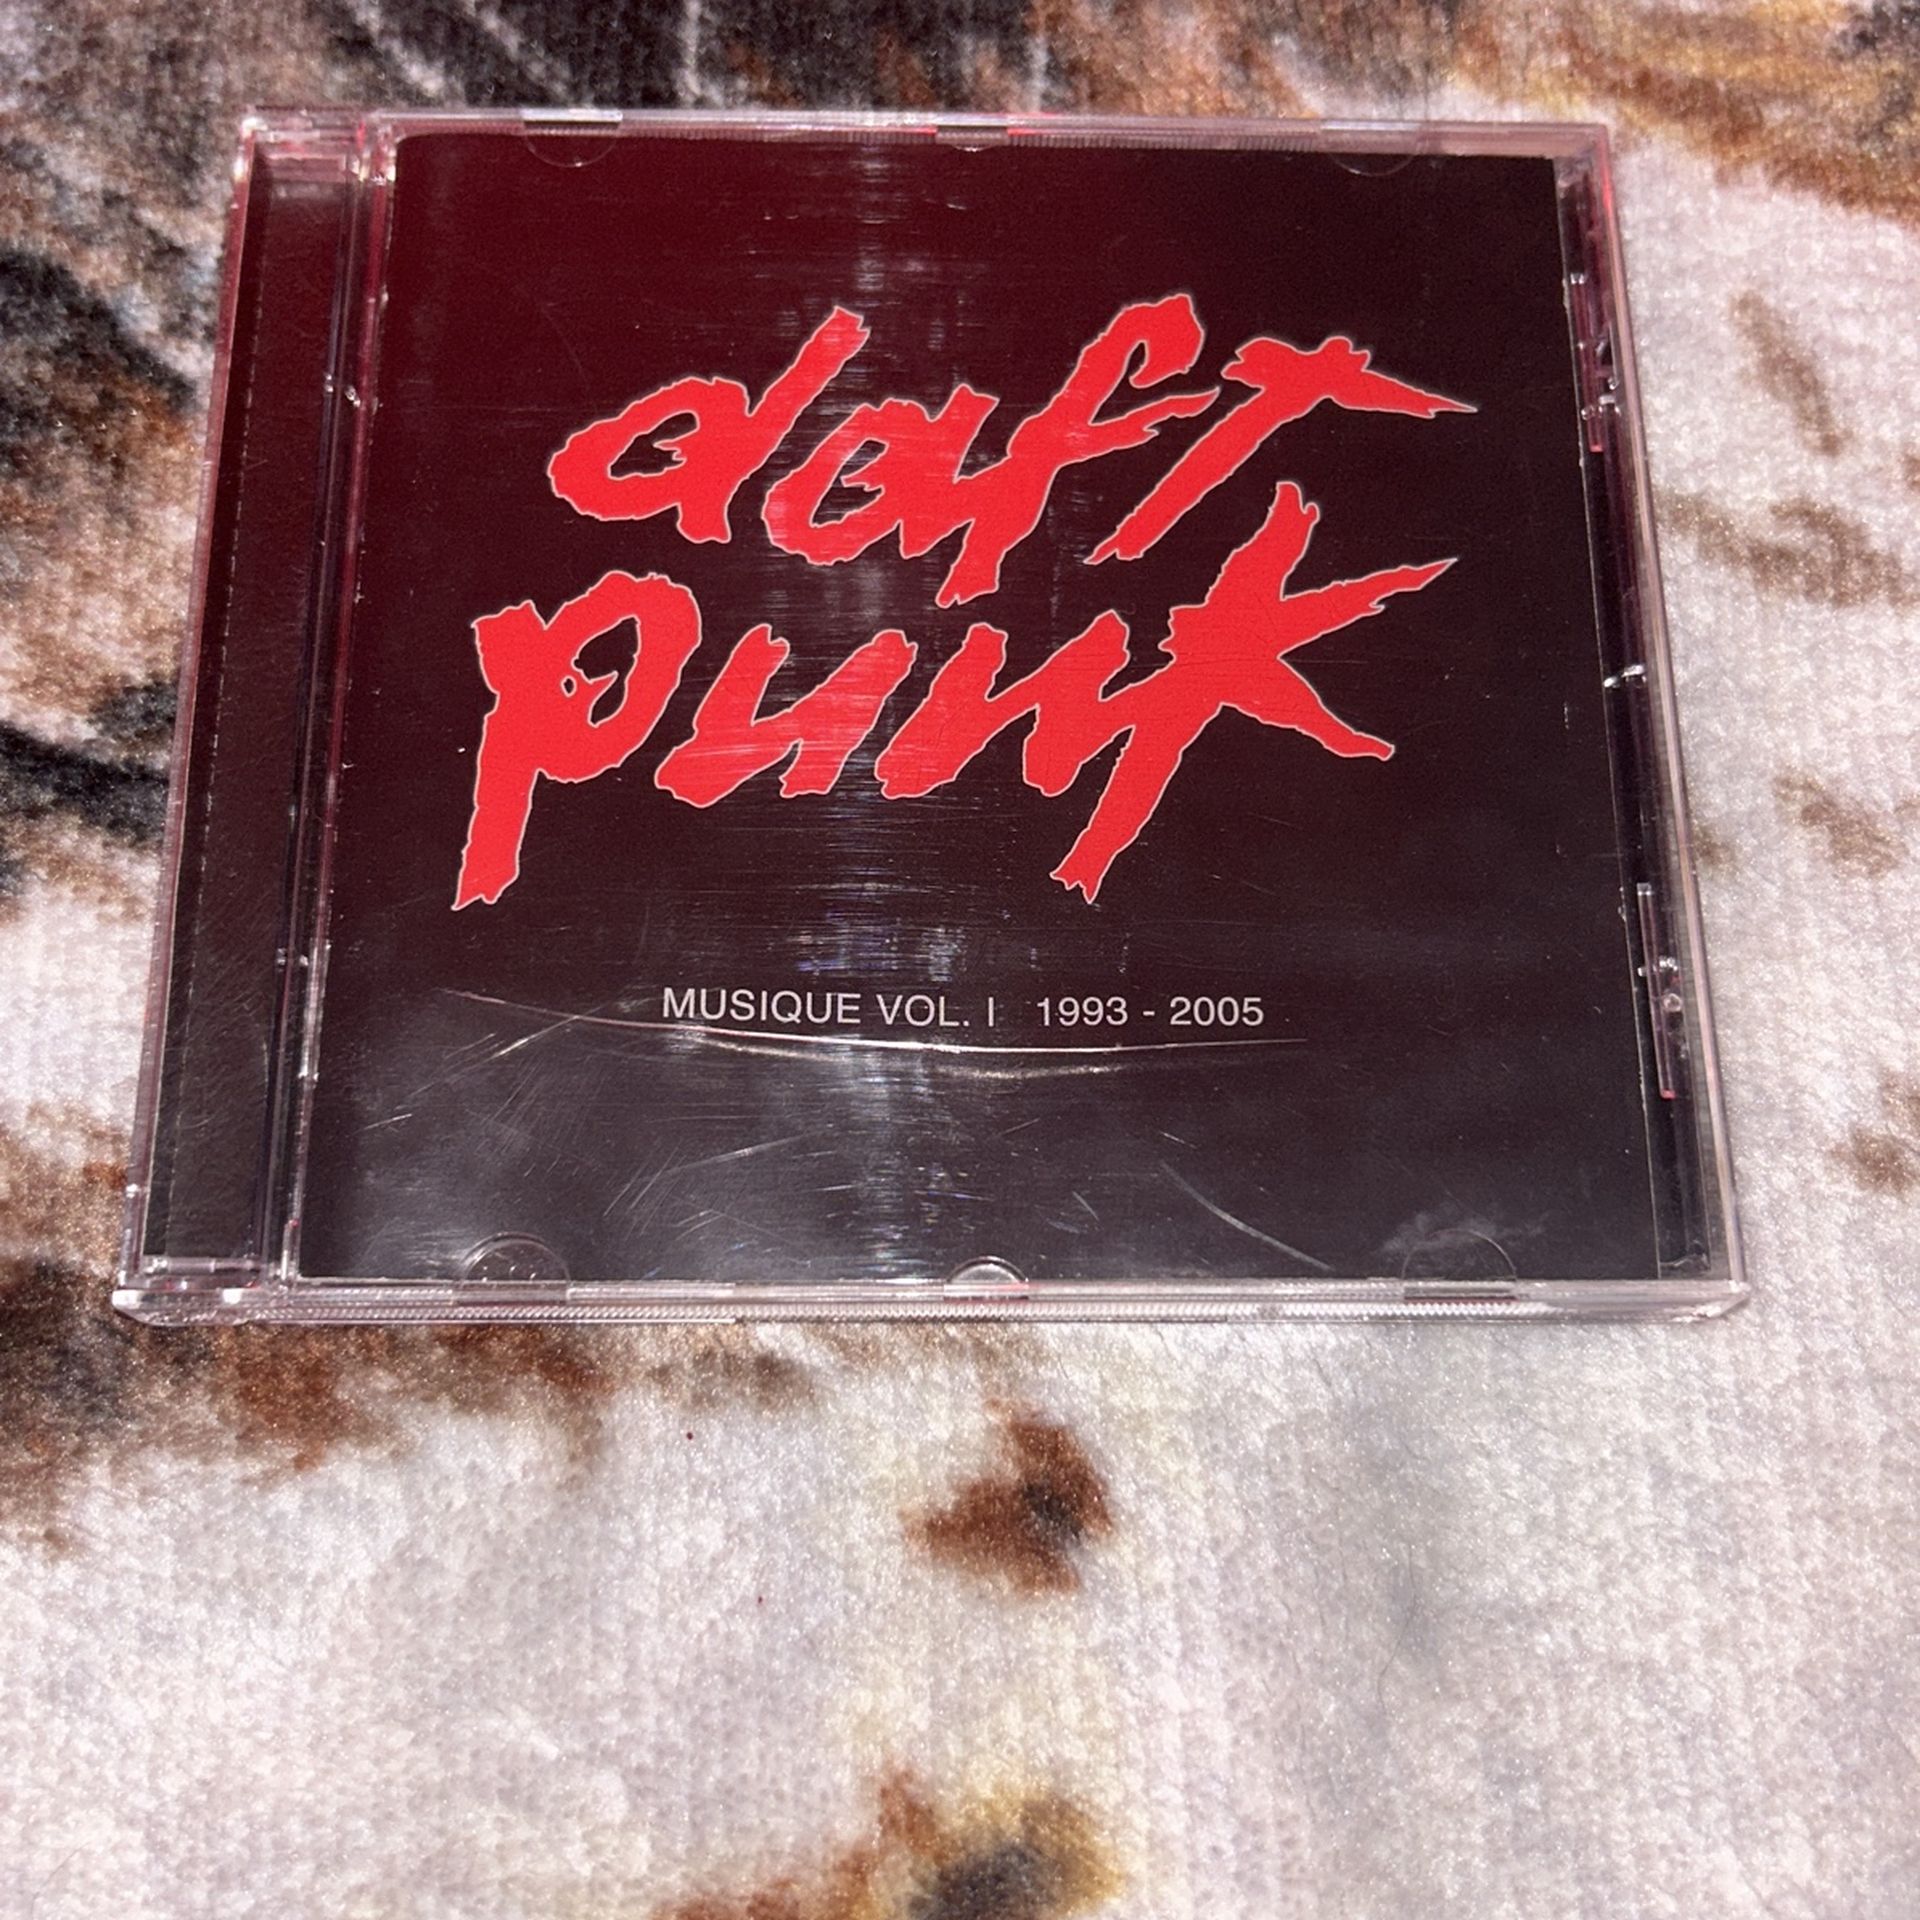 daft
punk
MUSIQUE VOL. I 1993 - 2005